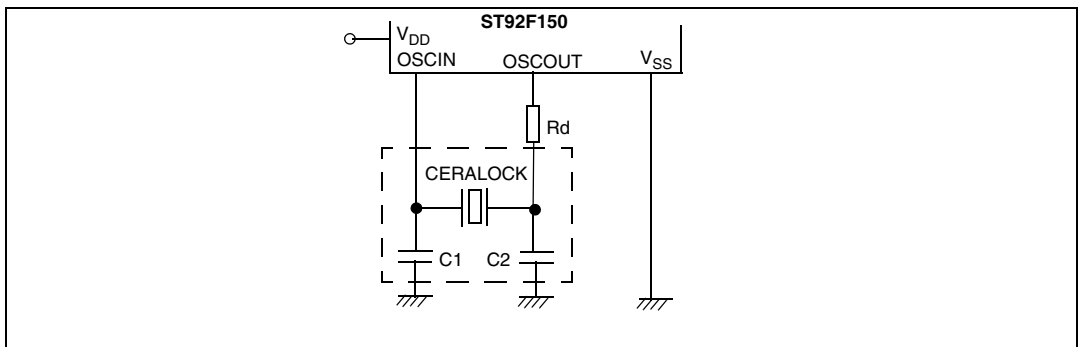 ST92F150
VDD
OSCIN
OSCOUT
VSS
Rd
CERALOCK
C1
C2